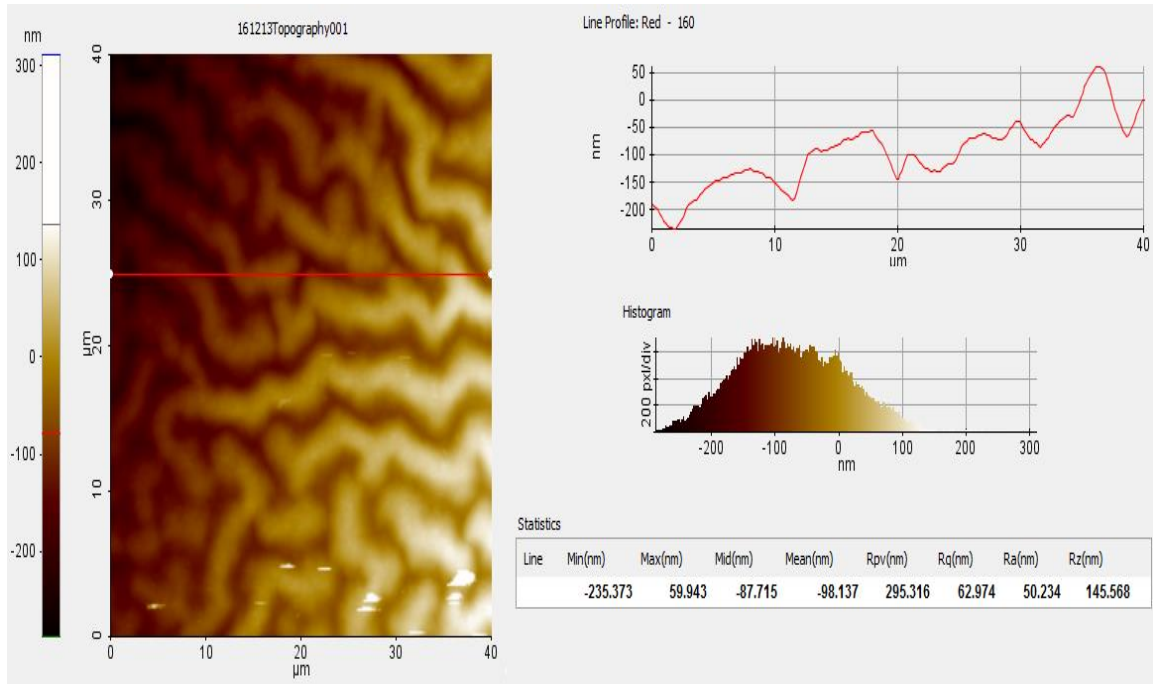 161213Topography001
nm
300
200
100
0
-100
-200
40
30
20
10
0
µm
0 10 20 30 40
µm
Line Profile: Red - 160
50
0
-50
-100
-150
-200
nm
0 10 20 30 40
µm
Histogram
200 pxl/div
-200 -100 0 100 200 300
nm
Statistics
Line Min(nm) Max(nm) Mid(nm) Mean(nm) Rpv(nm) Rq(nm) Ra(nm) Rz(nm)
-235.373 59.943 -87.715 -98.137 295.316 62.974 50.234 145.568